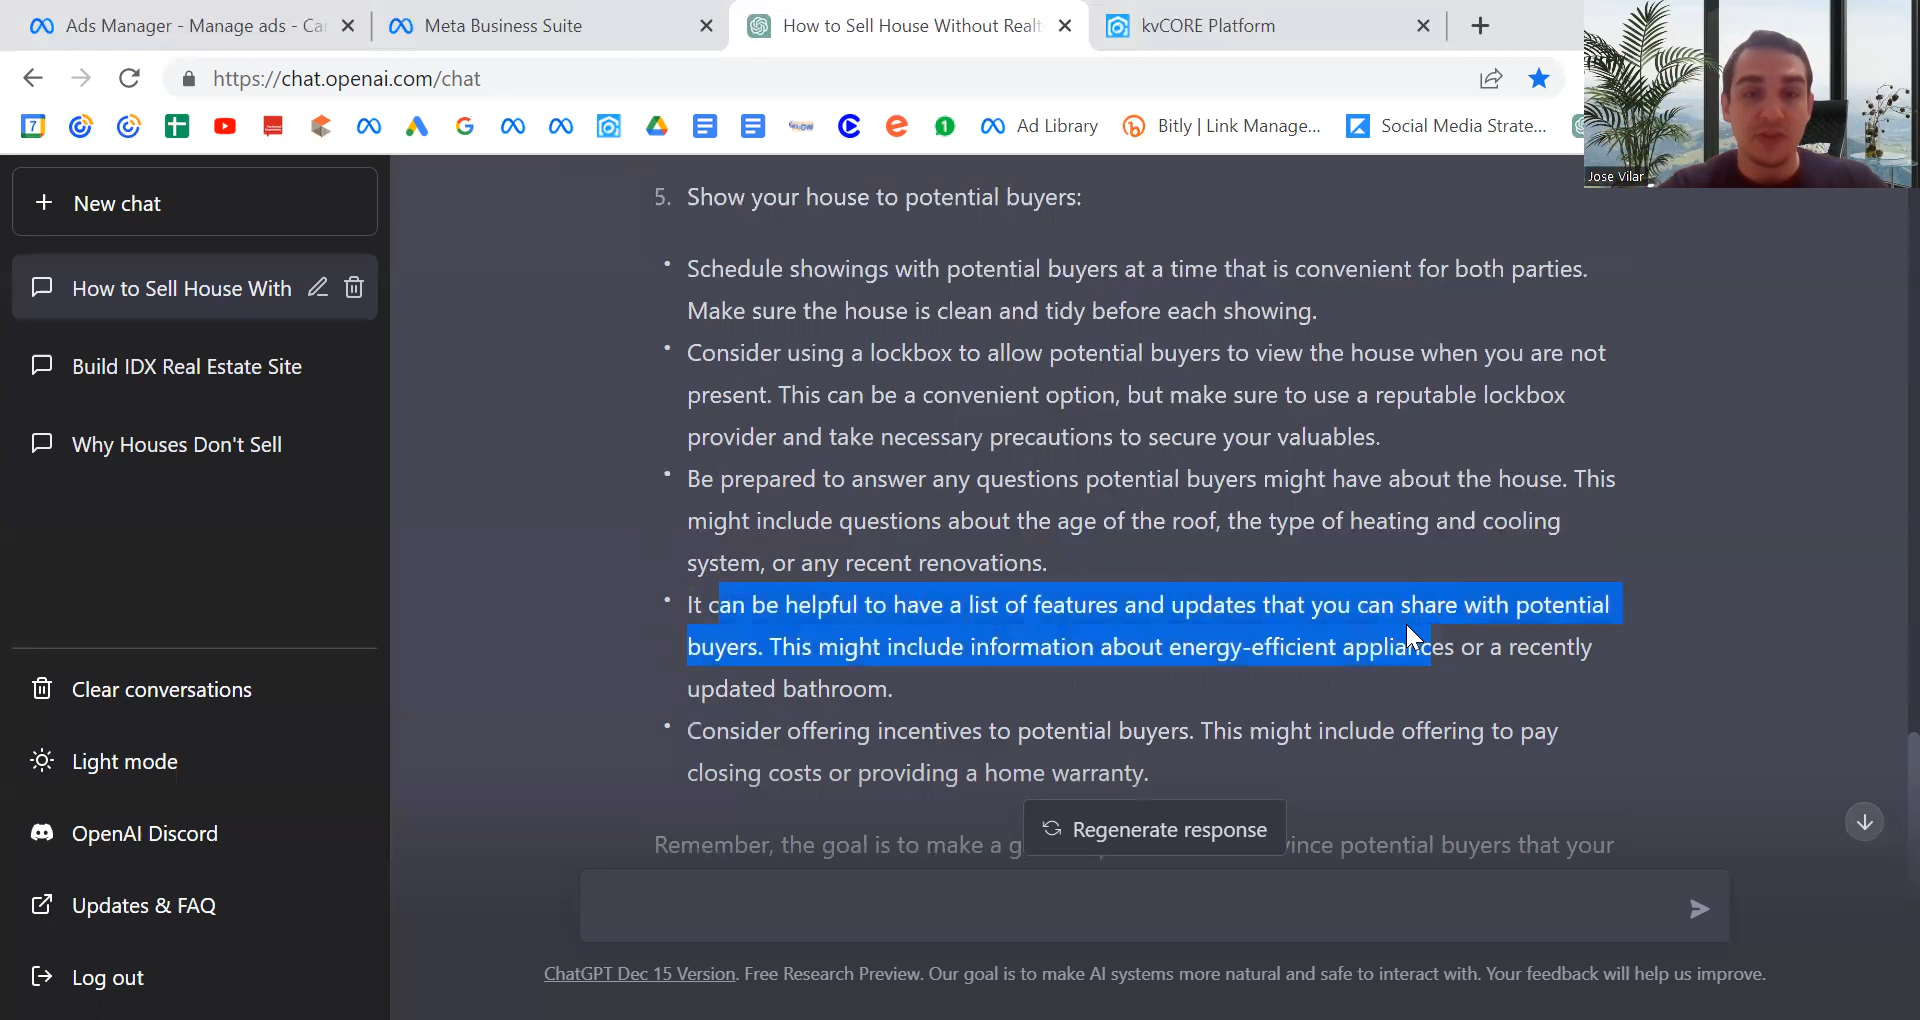 Ads Manager - Manage ads - Ca
Meta Business Suite
How to Sell House Without Realt
kvCORE Platform
https://chat.openai.com/chat
7
1
Ad Library
Bitly | Link Manage...
Social Media Strate...
Jose Vilar
New chat
How to Sell House With
Build IDX Real Estate Site
Why Houses Don't Sell
Clear conversations
Light mode
OpenAI Discord
Updates & FAQ
Log out
5. Show your house to potential buyers:
• Schedule showings with potential buyers at a time that is convenient for both parties.
Make sure the house is clean and tidy before each showing.
• Consider using a lockbox to allow potential buyers to view the house when you are not
present. This can be a convenient option, but make sure to use a reputable lockbox
provider and take necessary precautions to secure your valuables.
• Be prepared to answer any questions potential buyers might have about the house. This
might include questions about the age of the roof, the type of heating and cooling
system, or any recent renovations.
• It can be helpful to have a list of features and updates that you can share with potential
buyers. This might include information about energy-efficient appliances or a recently
updated bathroom.
• Consider offering incentives to potential buyers. This might include offering to pay
closing costs or providing a home warranty.
Remember, the goal is to make a g ince potential buyers that your
Regenerate response
ChatGPT Dec 15 Version. Free Research Preview. Our goal is to make AI systems more natural and safe to interact with. Your feedback will help us improve.